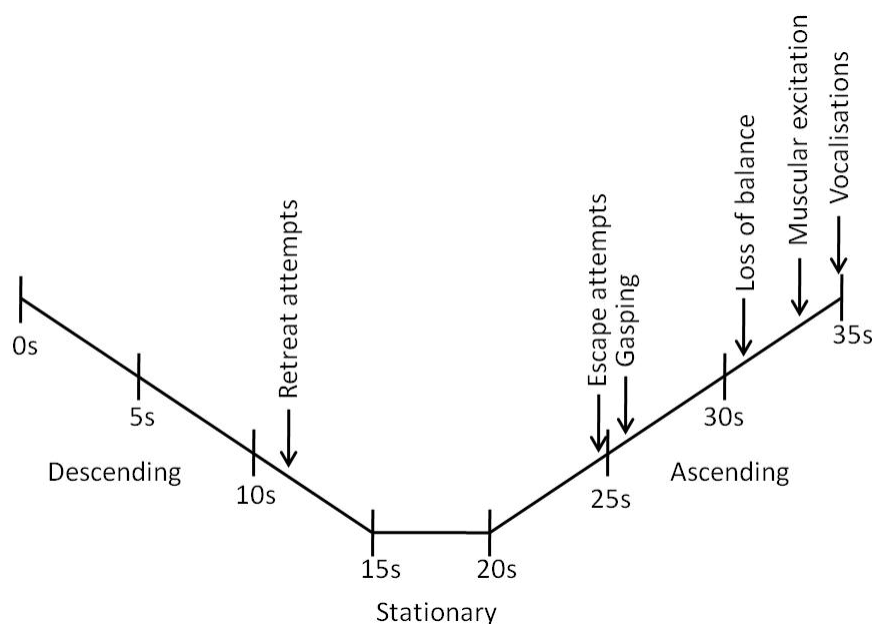 Retreat attempts
Escape attempts
Gasping
Loss of balance
Muscular excitation
Vocalisations
0s
5s
10s
15s
20s
25s
30s
35s
Descending
Stationary
Ascending